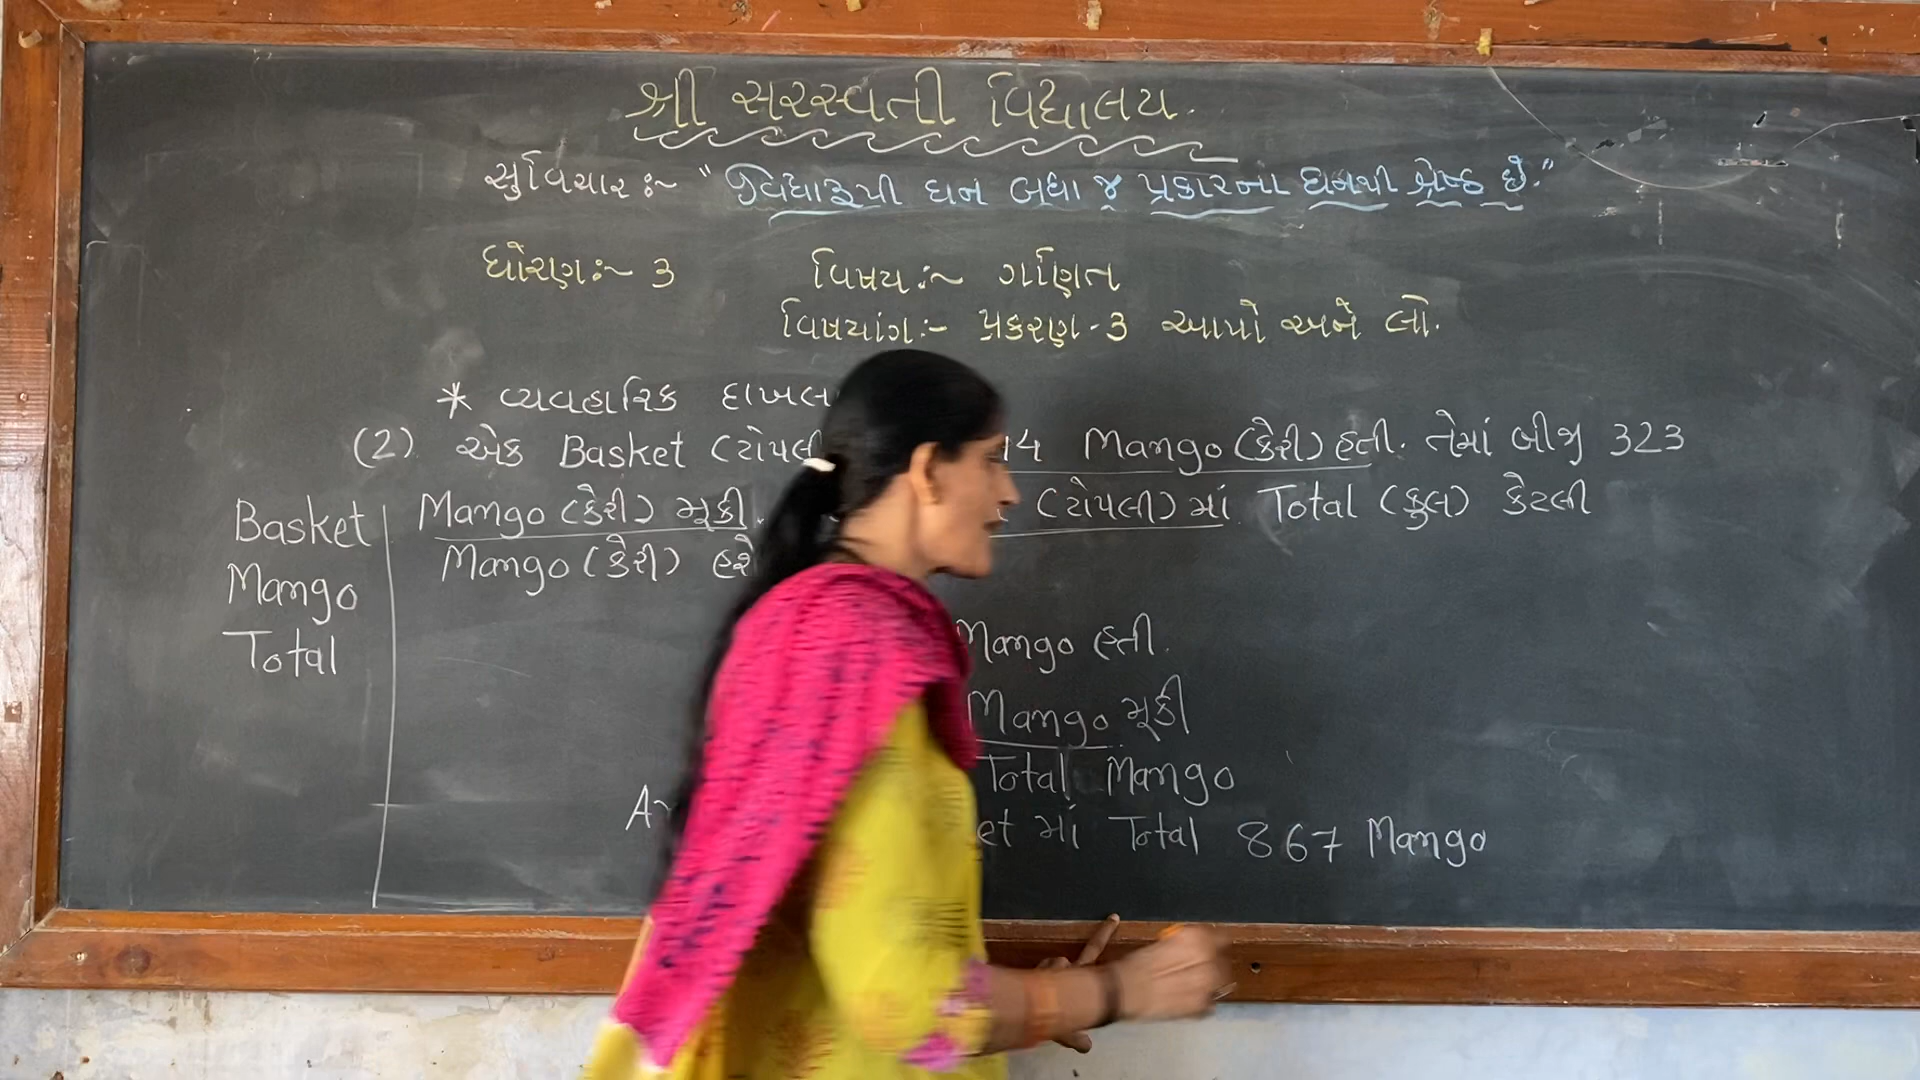 શ્રી સરસ્વતી વિદ્યાલય.
સુવિચાર :~ "વિદ્યારૂપી ધન બધા જ પ્રકારના ધનથી શ્રેષ્ઠ છે."
ધોરણ :~ 3 વિષય :~ ગણિત
વિષયાંગ :- પ્રકરણ - 3 આપો અને લો.
* વ્યવહારિક દાખલ
(2) એક Basket (ટોપલી 14 Mango (કેરી) હતી. તેમાં બીજી 323
Mango (કેરી) મૂકી. (ટોપલી) માં Total (કુલ) કેટલી
Mango (કેરી) હશે
Basket
Mango
Total
Mango હતી.
Mango મૂકી
Total Mango
et માં Total 867 Mango